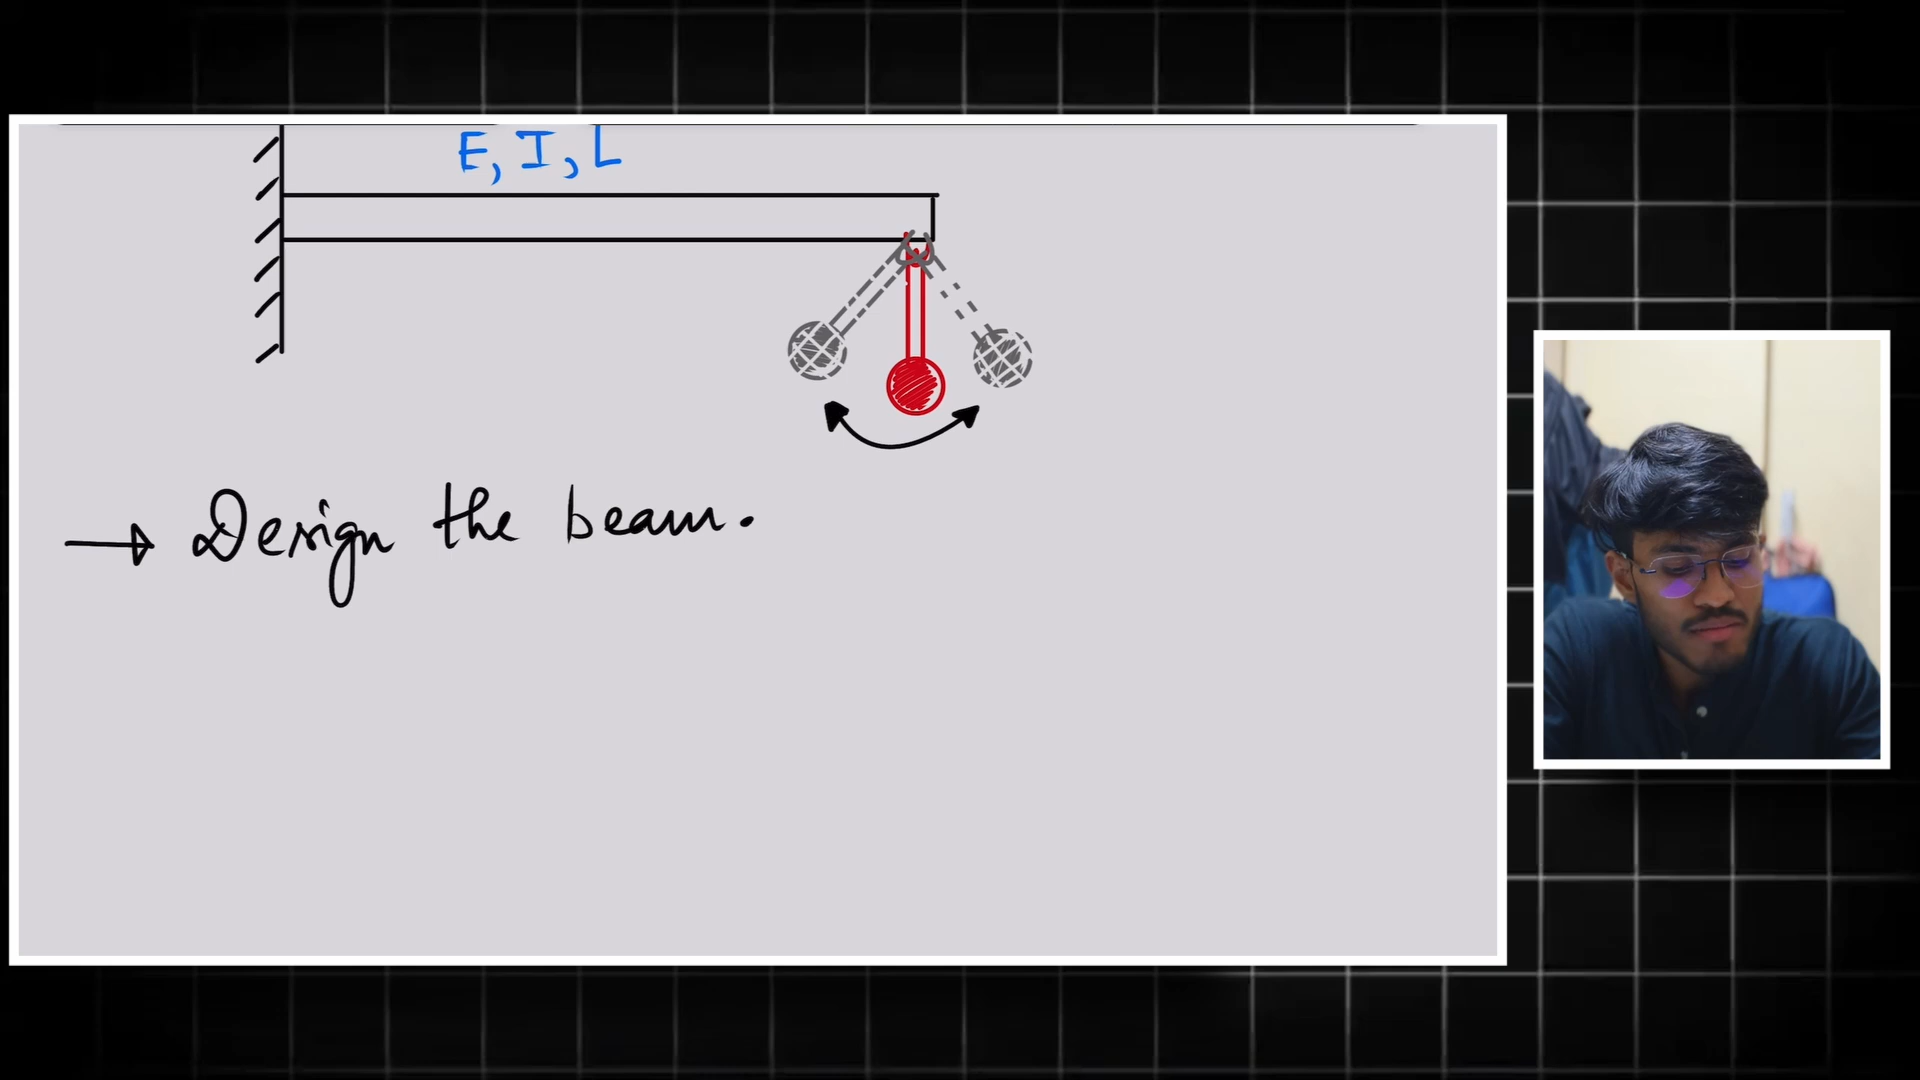 E, I, L
→ Design the beam.